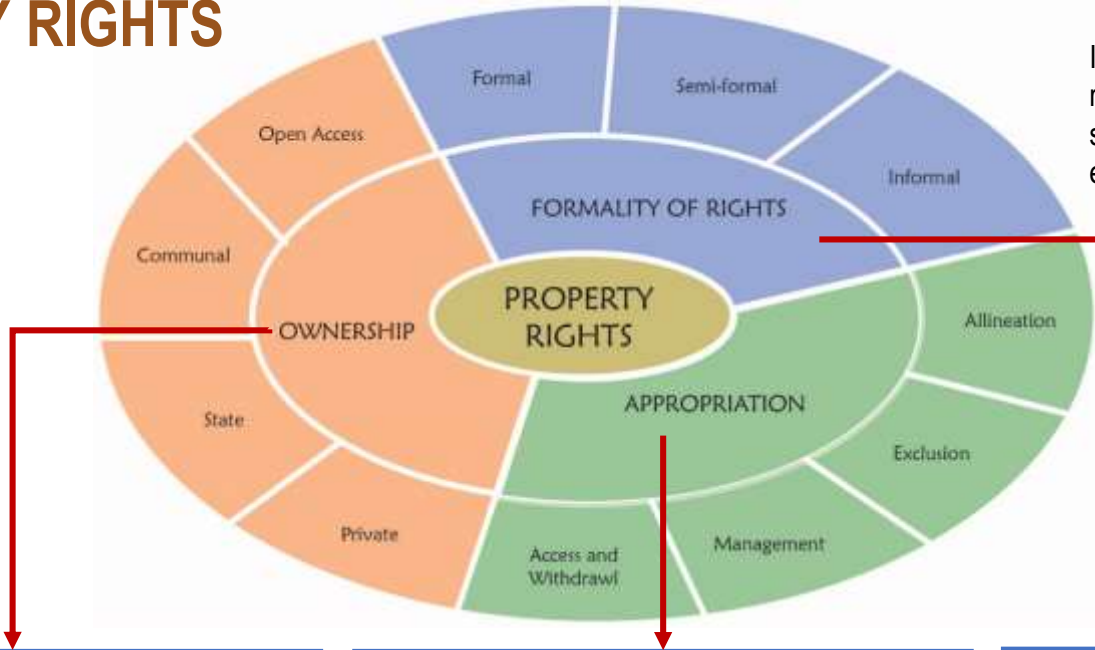 Y RIGHTS
Formal
Semi-formal
Informal
Open Access
FORMALITY OF RIGHTS
Communal
PROPERTY
RIGHTS
OWNERSHIP
Allineation
APPROPRIATION
State
Exclusion
Private
Management
Access and
Withdrawl